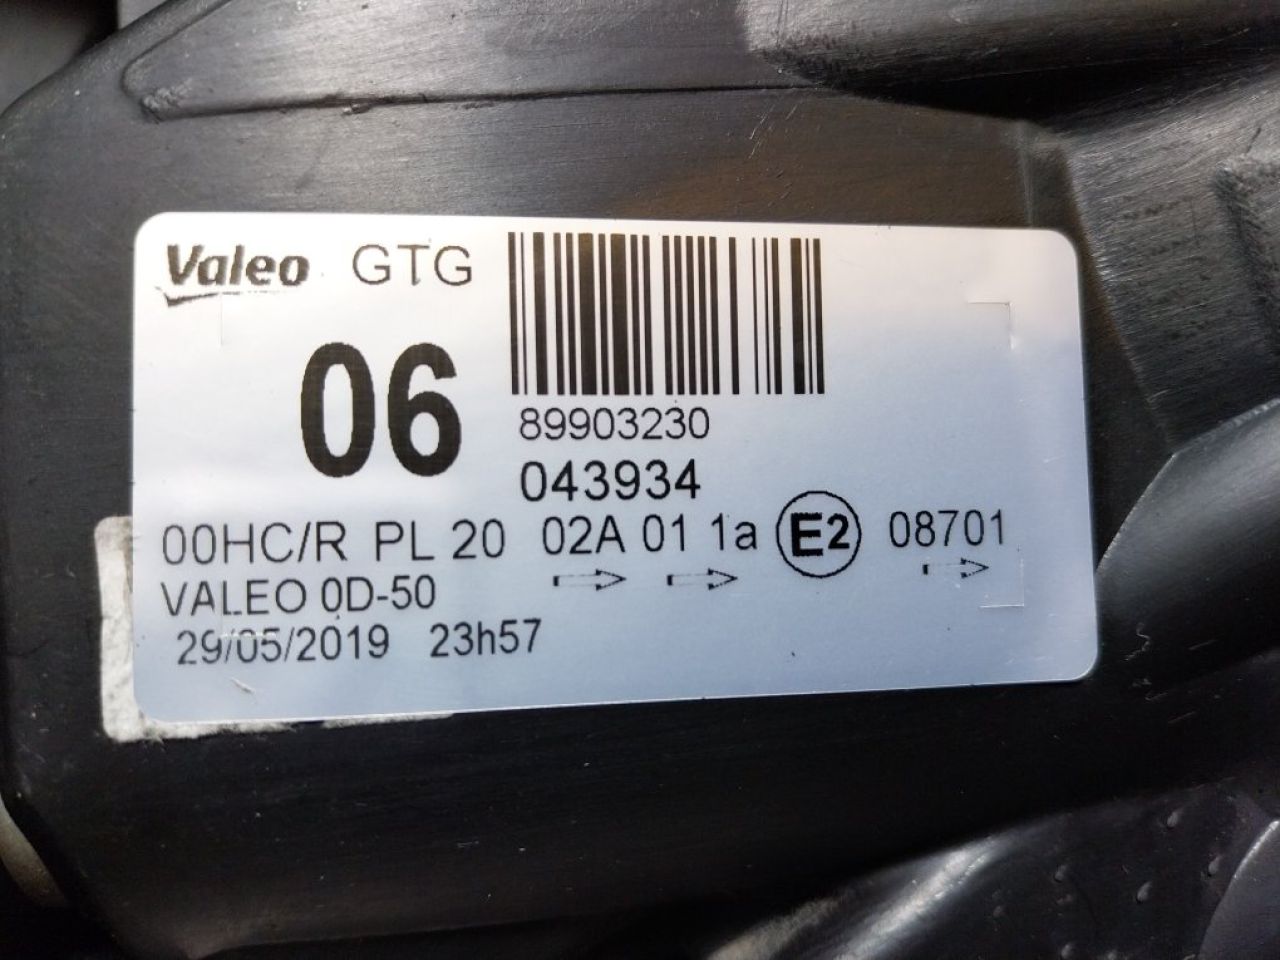 Valeo GTG
06
89903230
043934
00HC/R PL 20 02A 01 1a E2 08701
VALEO 0D-50
29/05/2019 23h57